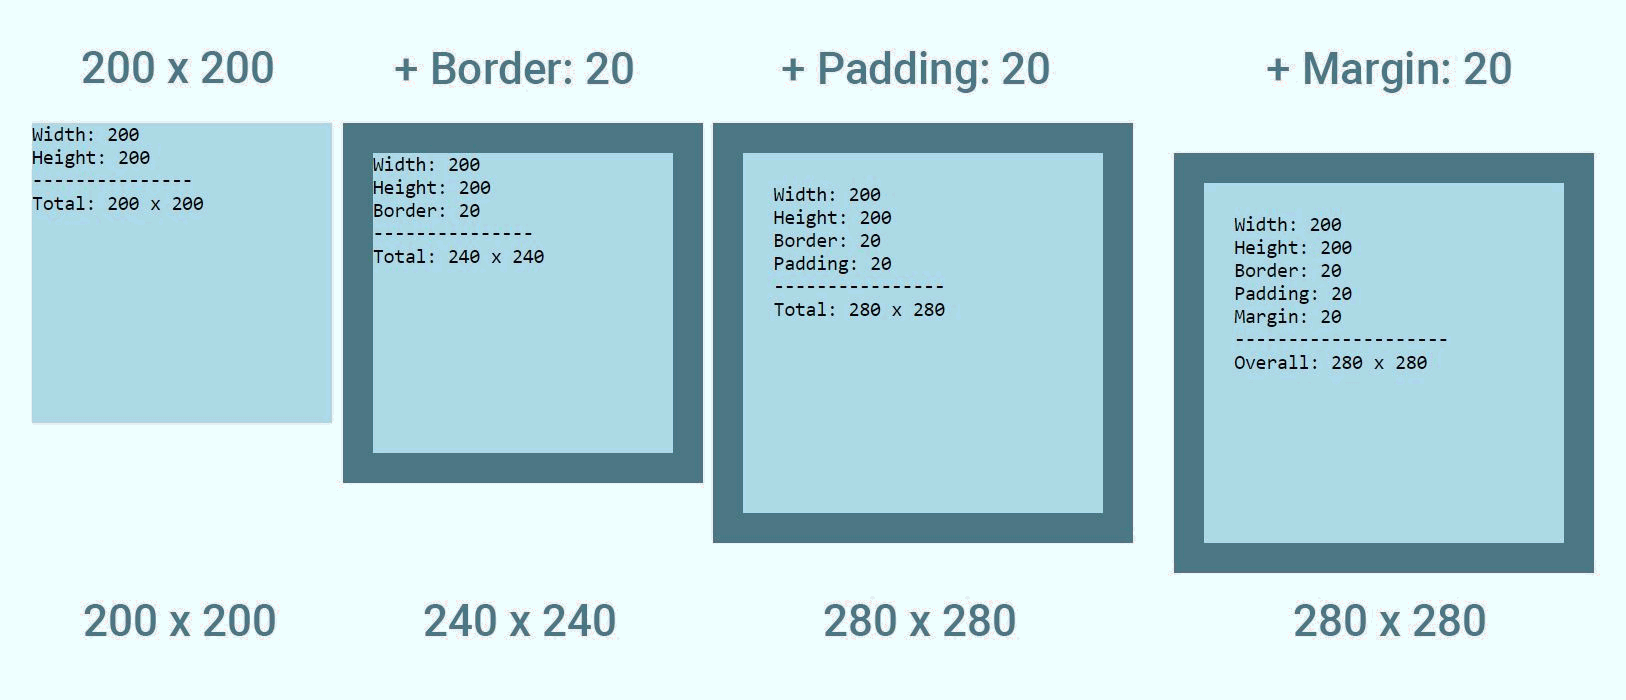 200 x 200
+ Border: 20
+ Padding: 20
+ Margin: 20
Width: 200
Height: 200
---------------
Total: 200 x 200
Width: 200
Height: 200
Border: 20
---------------
Total: 240 x 240
Width: 200
Height: 200
Border: 20
Padding: 20
----------------
Total: 280 x 280
Width: 200
Height: 200
Border: 20
Padding: 20
Margin: 20
--------------------
Overall: 280 x 280
200 x 200
240 x 240
280 x 280
280 x 280